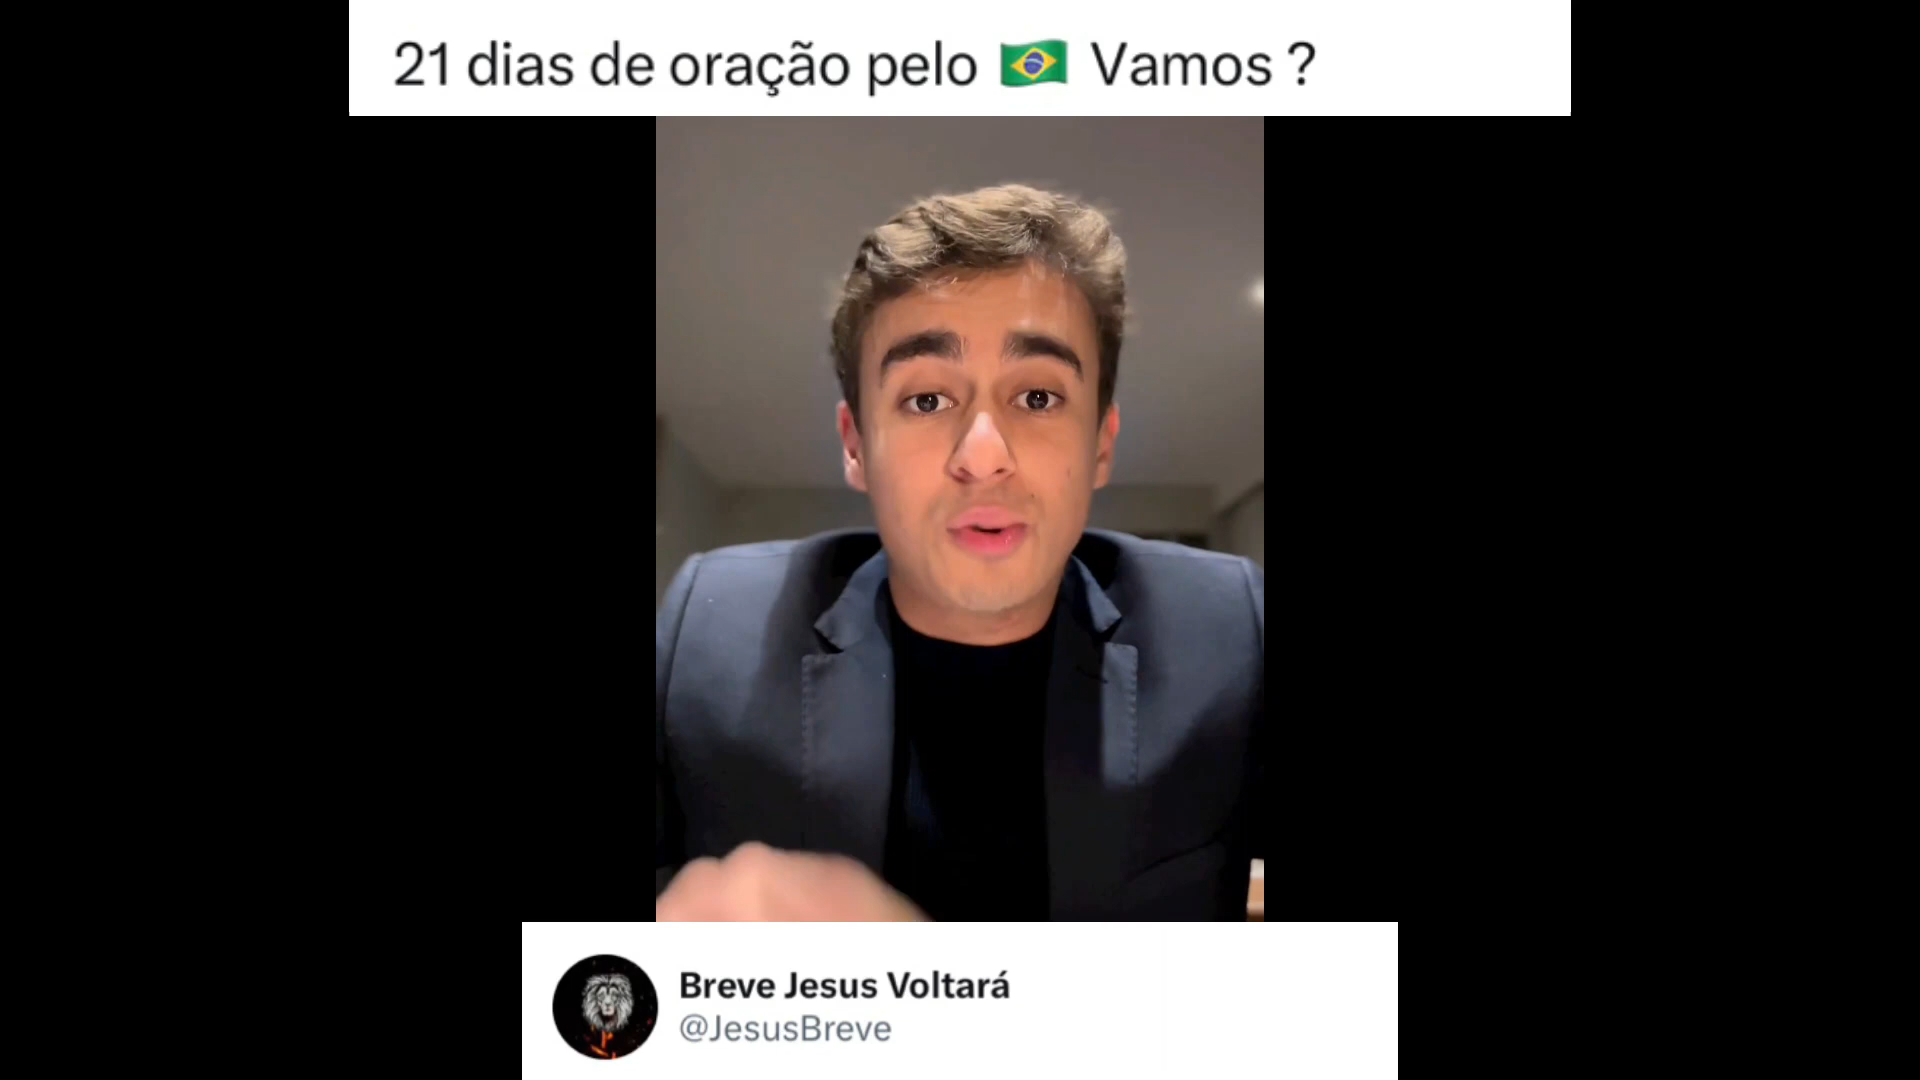 21 dias de oração pelo 🇧🇷 Vamos ?
Breve Jesus Voltará
@JesusBreve